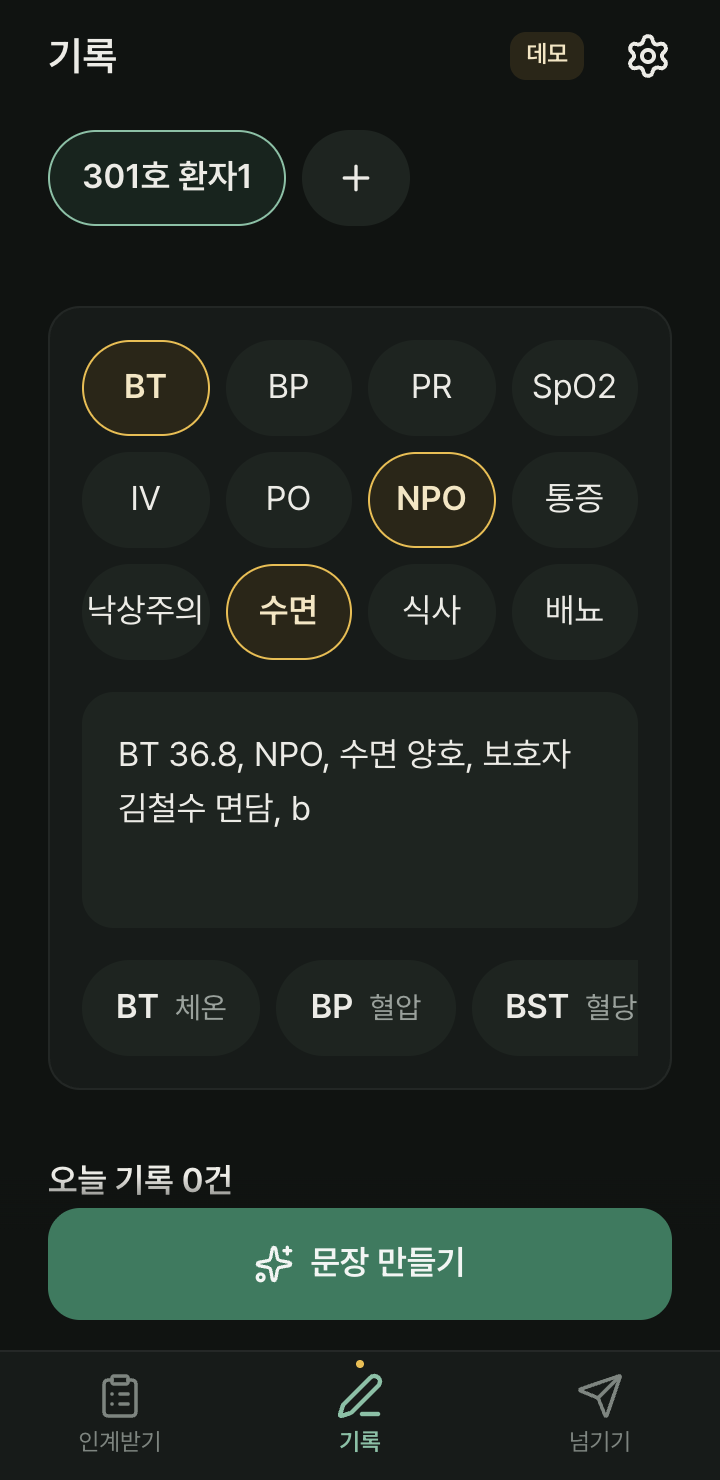 기록 데모
301호 환자1 +
BT BP PR SpO2
IV PO NPO 통증
낙상주의 수면 식사 배뇨
BT 36.8, NPO, 수면 양호, 보호자
김철수 면담, b
BT 체온 BP 혈압 BST 혈당
오늘 기록 0건
문장 만들기
인계받기 기록 넘기기